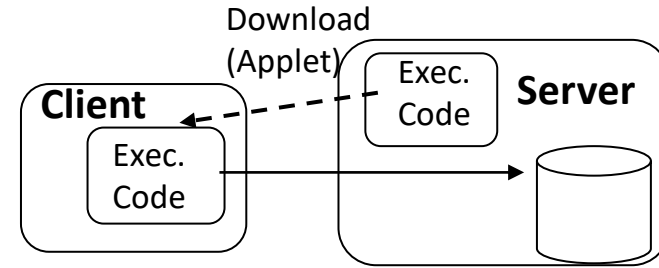 Download
(Applet)
Client
Exec.
Code
Exec.
Code
Server